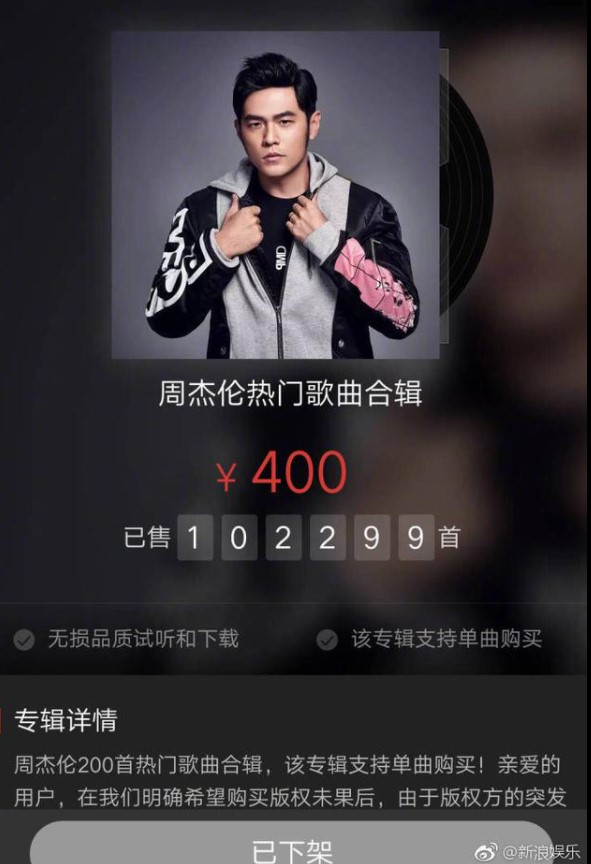 周杰伦热门歌曲合辑
¥ 400
已售 1 0 2 2 9 9 首
无损品质试听和下载 该专辑支持单曲购买
专辑详情
周杰伦200首热门歌曲合辑，该专辑支持单曲购买！亲爱的
用户，在我们明确希望购买版权未果后，由于版权方的突发
已下架
@新浪娱乐